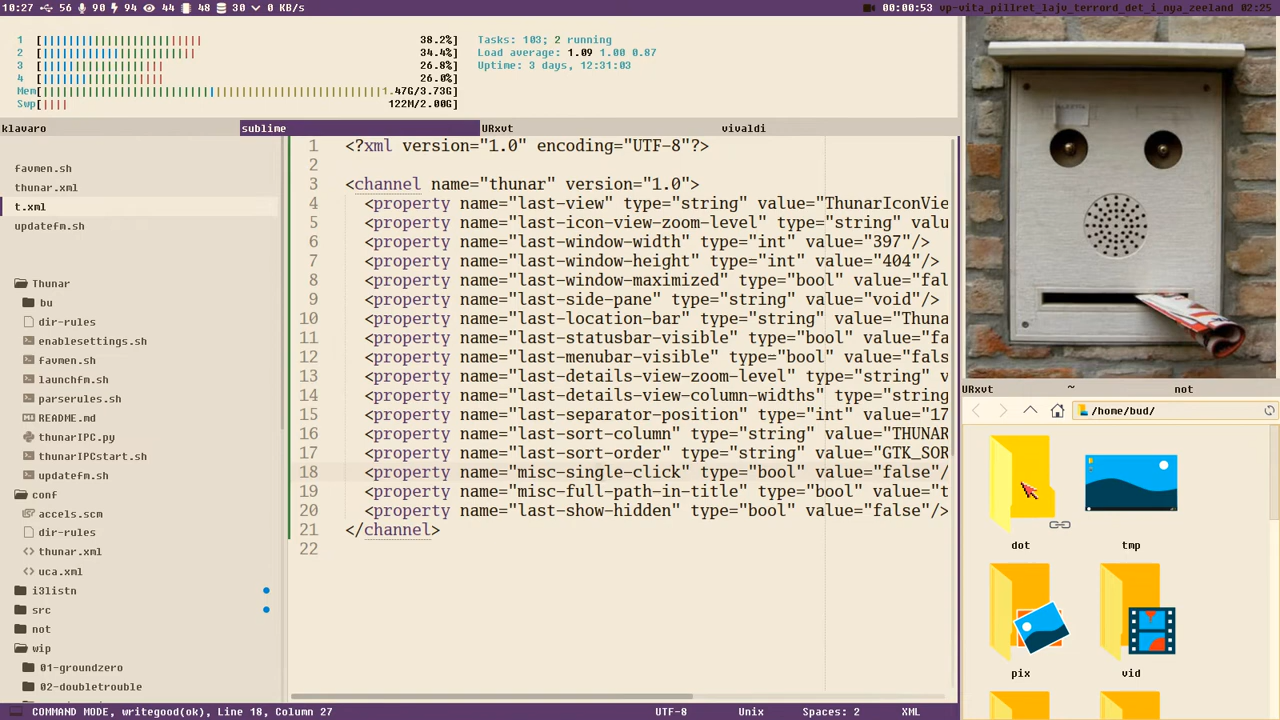 10:27 56 90 94 44 48 30 0 KB/s
00:00:53 vp-vita_pillret_lajv_terrord_det_i_nya_zeeland 02:25
1 [ 38.2%]
2 [ 34.4%]
3 [ 26.8%]
4 [ 26.0%]
Mem[ 1.47G/3.73G]
Swp[ 122M/2.00G]
Tasks: 103; 2 running
Load average: 1.09 1.00 0.87
Uptime: 3 days, 12:31:03
klavaro sublime URxvt vivaldi
favmen.sh
thunar.xml
t.xml
updatefm.sh
Thunar
bu
dir-rules
enablesettings.sh
favmen.sh
launchfm.sh
parserules.sh
README.md
thunarIPC.py
thunarIPCstart.sh
updatefm.sh
conf
accels.scm
dir-rules
thunar.xml
uca.xml
i3listn
src
not
wip
01-groundzero
02-doubletrouble
1 <?xml version="1.0" encoding="UTF-8"?>
2
3 <channel name="thunar" version="1.0">
4 <property name="last-view" type="string" value="ThunarIconVie
5 <property name="last-icon-view-zoom-level" type="string" valu
6 <property name="last-window-width" type="int" value="397"/>
7 <property name="last-window-height" type="int" value="404"/>
8 <property name="last-window-maximized" type="bool" value="fal
9 <property name="last-side-pane" type="string" value="void"/>
10 <property name="last-location-bar" type="string" value="Thuna
11 <property name="last-statusbar-visible" type="bool" value="fa
12 <property name="last-menubar-visible" type="bool" value="fals
13 <property name="last-details-view-zoom-level" type="string" v
14 <property name="last-details-view-column-widths" type="string
15 <property name="last-separator-position" type="int" value="17
16 <property name="last-sort-column" type="string" value="THUNAR
17 <property name="last-sort-order" type="string" value="GTK_SOR
18 <property name="misc-single-click" type="bool" value="false"/
19 <property name="misc-full-path-in-title" type="bool" value="t
20 <property name="last-show-hidden" type="bool" value="false"/>
21 </channel>
22
COMMAND MODE, writegood(ok), Line 18, Column 27 UTF-8 Unix Spaces: 2 XML
URxvt ~ not
/home/bud/
dot tmp
pix vid